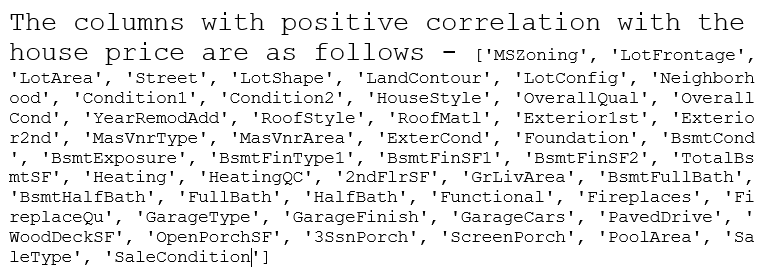 The columns with positive correlation with the
house price are as follows - ['MSZoning', 'LotFrontage',
'LotArea', 'Street', 'LotShape', 'LandContour', 'LotConfig', 'Neighborh
ood', 'Condition1', 'Condition2', 'HouseStyle', 'OverallQual', 'Overall
Cond', 'YearRemodAdd', 'RoofStyle', 'RoofMatl', 'Exterior1st', 'Exterio
r2nd', 'MasVnrType', 'MasVnrArea', 'ExterCond', 'Foundation', 'BsmtCond
', 'BsmtExposure', 'BsmtFinType1', 'BsmtFinSF1', 'BsmtFinSF2', 'TotalBs
mtSF', 'Heating', 'HeatingQC', '2ndFlrSF', 'GrLivArea', 'BsmtFullBath',
'BsmtHalfBath', 'FullBath', 'HalfBath', 'Functional', 'Fireplaces', 'Fi
replaceQu', 'GarageType', 'GarageFinish', 'GarageCars', 'PavedDrive', '
WoodDeckSF', 'OpenPorchSF', '3SsnPorch', 'ScreenPorch', 'PoolArea', 'Sa
leType', 'SaleCondition']